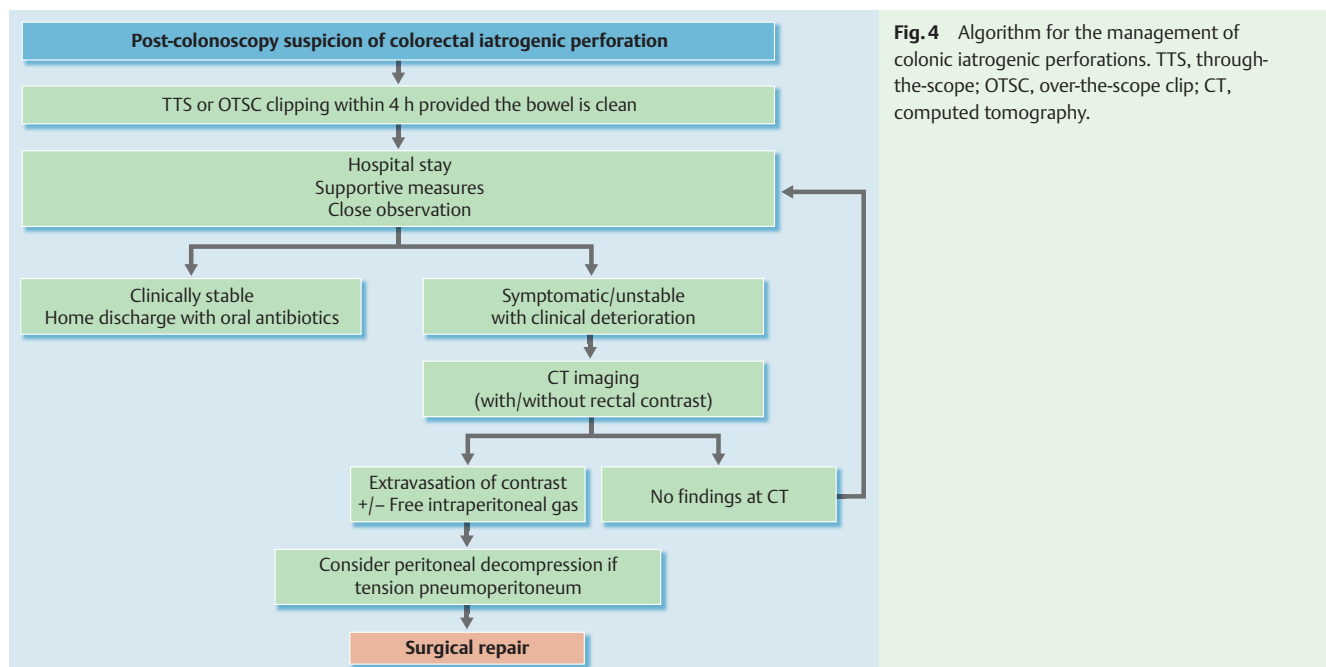 Post-colonoscopy suspicion of colorectal iatrogenic perforation
TTS or OTSC clipping within 4 h provided the bowel is clean
Hospital stay
Supportive measures
Close observation
Clinically stable
Home discharge with oral antibiotics
Symptomatic/unstable
with clinical deterioration
CT imaging
(with/without rectal contrast)
Extravasation of contrast
+/– Free intraperitoneal gas
No findings at CT
Consider peritoneal decompression if
tension pneumoperitoneum
Surgical repair
Fig. 4 Algorithm for the management of
colonic iatrogenic perforations. TTS, through-
the-scope; OTSC, over-the-scope clip; CT,
computed tomography.